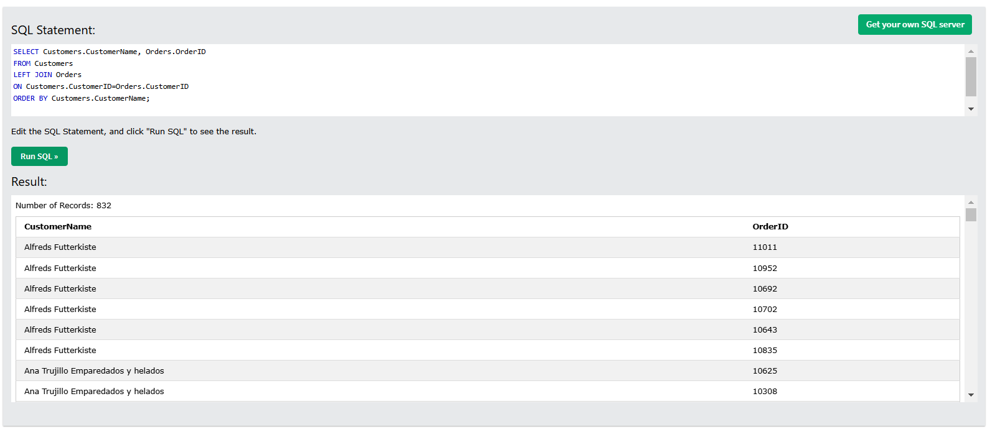 Get your own SQL server
SQL Statement:
SELECT Customers.CustomerName, Orders.OrderID
FROM Customers
LEFT JOIN Orders
ON Customers.CustomerID=Orders.CustomerID
ORDER BY Customers.CustomerName;
Edit the SQL Statement, and click "Run SQL" to see the result.
Run SQL »
Result:
Number of Records: 832
CustomerName OrderID
Alfreds Futterkiste 11011
Alfreds Futterkiste 10952
Alfreds Futterkiste 10692
Alfreds Futterkiste 10702
Alfreds Futterkiste 10643
Alfreds Futterkiste 10835
Ana Trujillo Emparedados y helados 10625
Ana Trujillo Emparedados y helados 10308